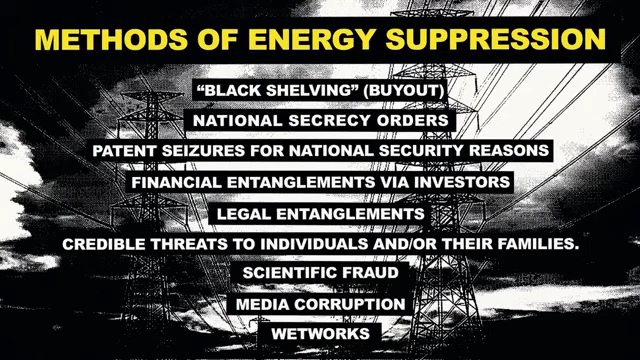 METHODS OF ENERGY SUPPRESSION
“BLACK SHELVING” (BUYOUT)
NATIONAL SECRECY ORDERS
PATENT SEIZURES FOR NATIONAL SECURITY REASONS
FINANCIAL ENTANGLEMENTS VIA INVESTORS
LEGAL ENTANGLEMENTS
CREDIBLE THREATS TO INDIVIDUALS AND/OR THEIR FAMILIES.
SCIENTIFIC FRAUD
MEDIA CORRUPTION
WETWORKS